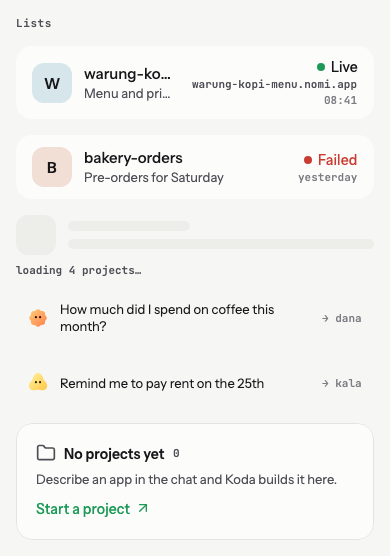 Lists
W
warung-ko…
Menu and pri…
Live
warung-kopi-menu.nomi.app
08:41
B
bakery-orders
Pre-orders for Saturday
Failed
yesterday
loading 4 projects…
How much did I spend on coffee this
month?
→ dana
Remind me to pay rent on the 25th
→ kala
No projects yet 0
Describe an app in the chat and Koda builds it here.
Start a project ↗